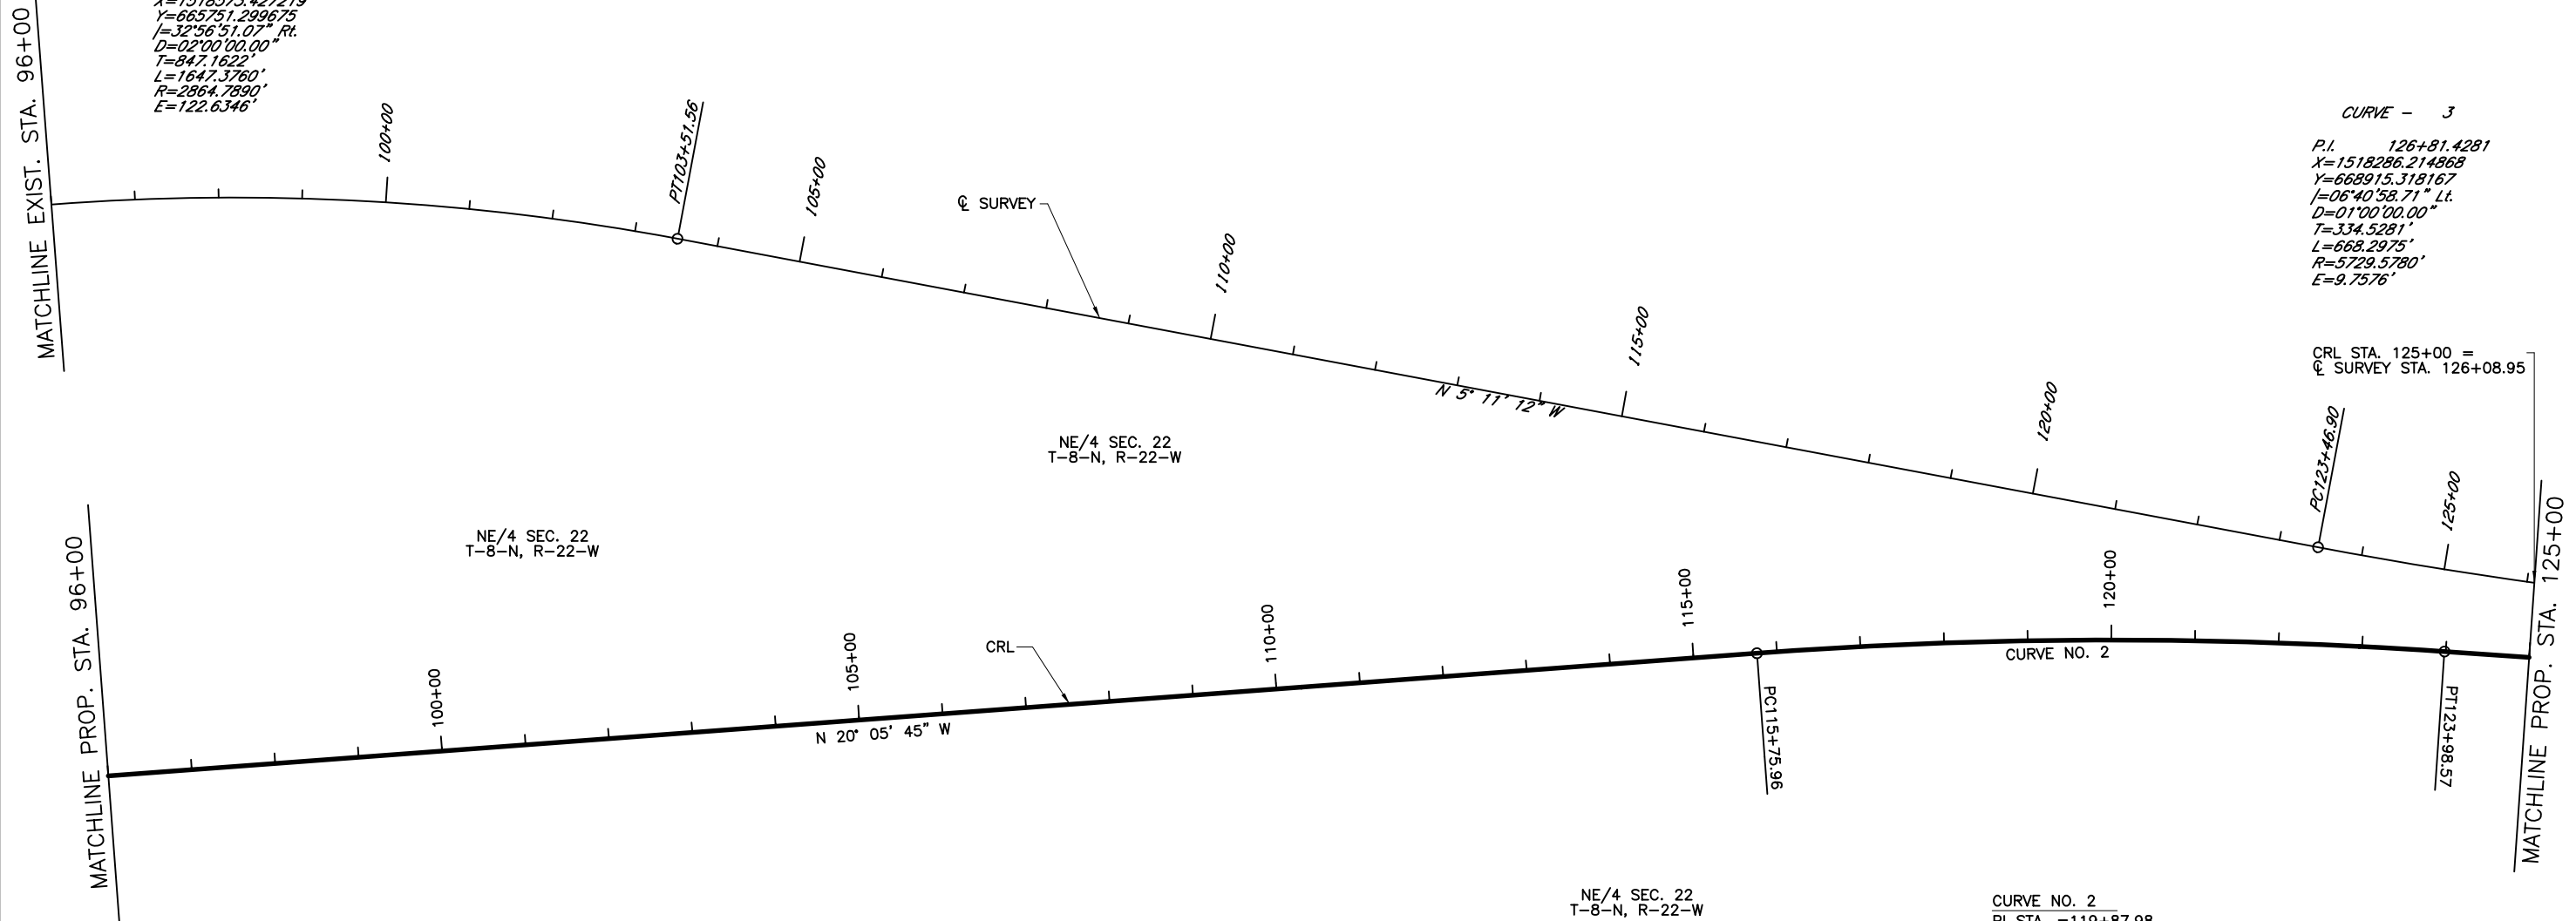 X=1518573.427219
Y=665751.299675
I=32°56'51.07" Rt.
D=02°00'00.00"
T=847.1622'
L=1647.3760'
R=2864.7890'
E=122.6346'
MATCHLINE EXIST. STA. 96+00
100+00
PT103+51.56
105+00
℄ SURVEY
110+00
115+00
N 5° 11' 12" W
120+00
PC123+46.90
125+00
CURVE - 3
P.I. 126+81.4281
X=1518286.214868
Y=668915.318167
I=06°40'58.71" Lt.
D=01°00'00.00"
T=334.5281'
L=668.2975'
R=5729.5780'
E=9.7576'
CRL STA. 125+00 =
℄ SURVEY STA. 126+08.95
NE/4 SEC. 22
T-8-N, R-22-W
NE/4 SEC. 22
T-8-N, R-22-W
MATCHLINE PROP. STA. 96+00
100+00
105+00
N 20° 05' 45" W
CRL
110+00
115+00
PC115+75.96
120+00
CURVE NO. 2
PT123+98.57
MATCHLINE PROP. STA. 125+00
NE/4 SEC. 22
T-8-N, R-22-W
CURVE NO. 2
PI STA. =119+87.98